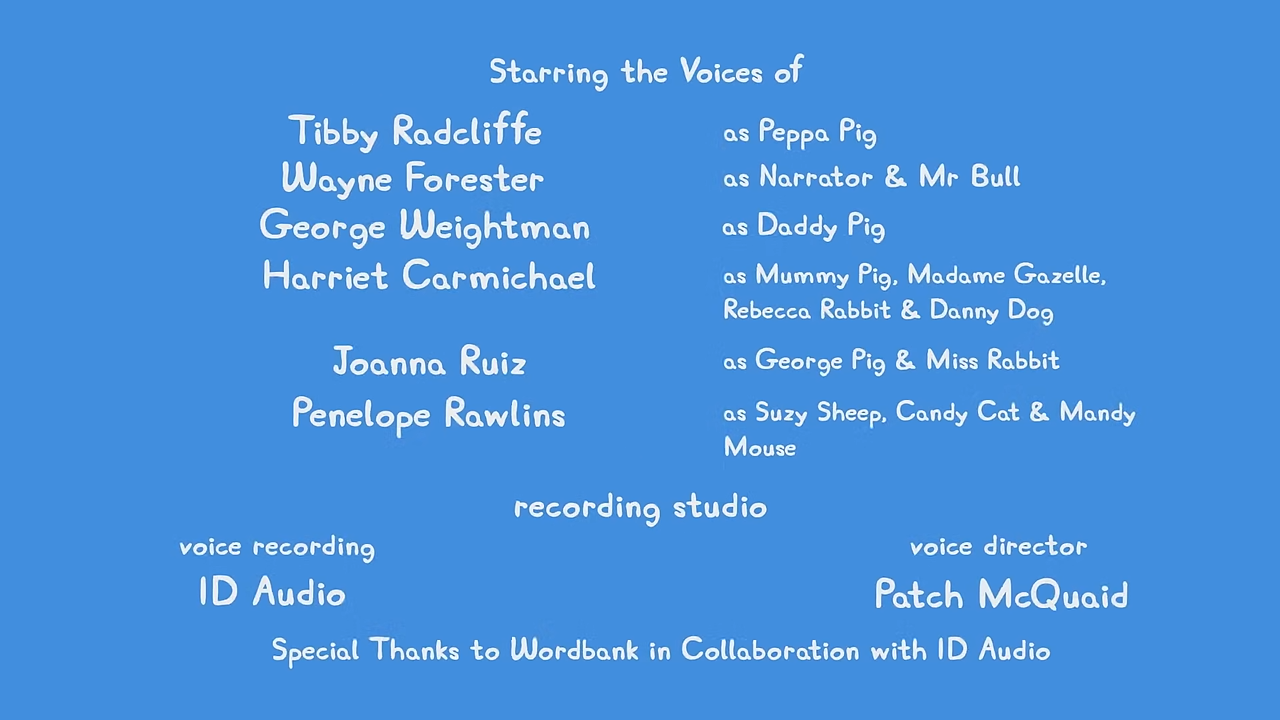 Starring the Voices of
Tibby Radcliffe as Peppa Pig
Wayne Forester as Narrator & Mr Bull
George Weightman as Daddy Pig
Harriet Carmichael as Mummy Pig, Madame Gazelle,
Rebecca Rabbit & Danny Dog
Joanna Ruiz as George Pig & Miss Rabbit
Penelope Rawlins as Suzy Sheep, Candy Cat & Mandy
Mouse
recording studio
voice recording voice director
ID Audio Patch McQuaid
Special Thanks to Wordbank in Collaboration with ID Audio